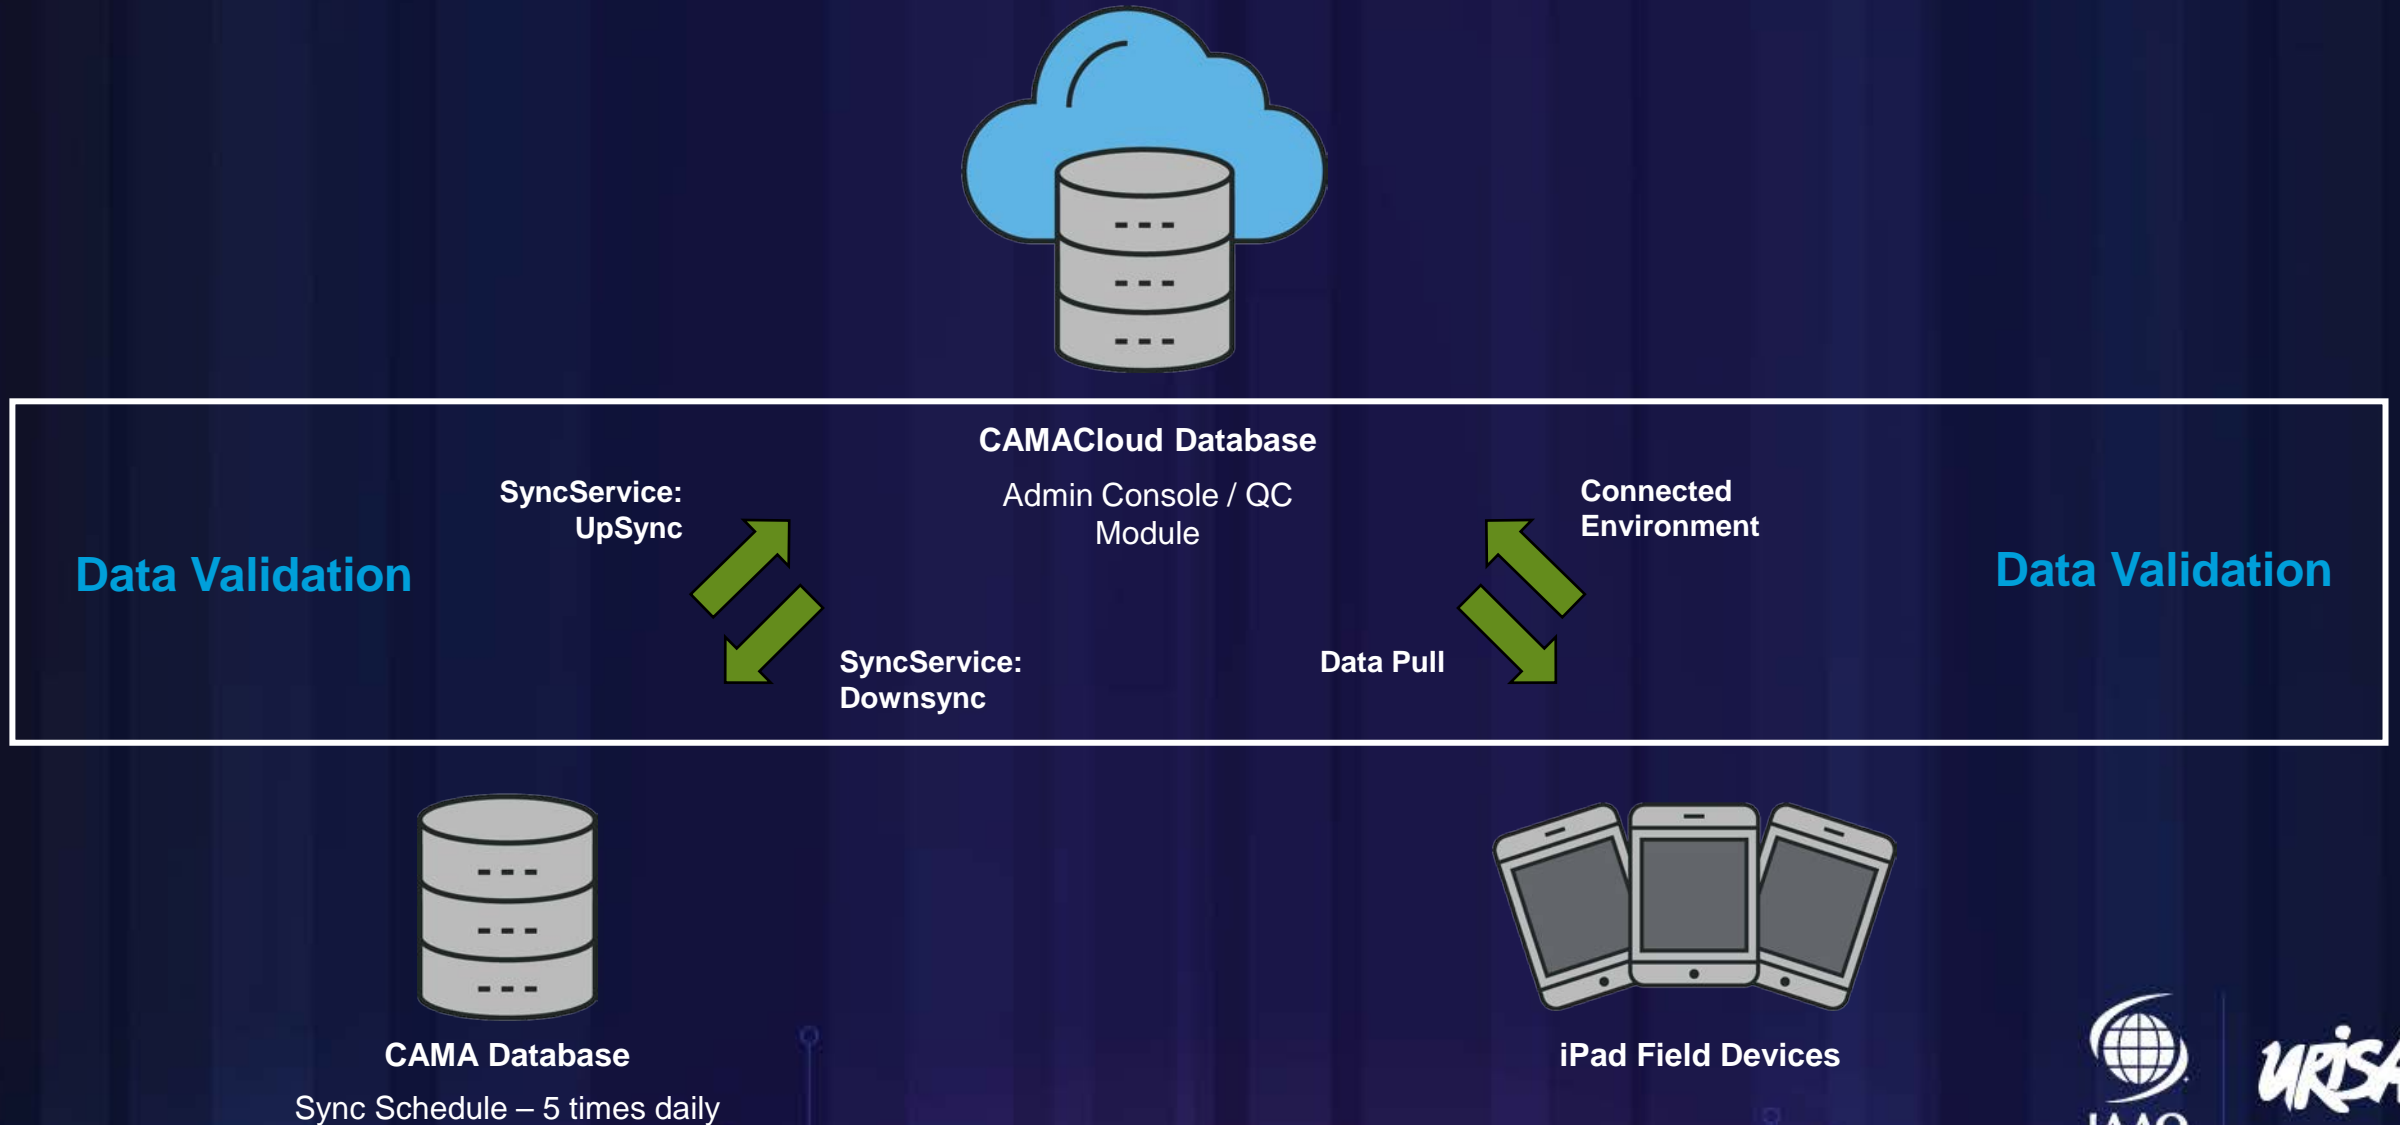 CAMACloud Database
Admin Console / QC
Module
SyncService:
UpSync
Connected
Environment
Data Validation
Data Validation
SyncService:
Downsync
Data Pull
CAMA Database
Sync Schedule – 5 times daily
iPad Field Devices
IAAO
URISA